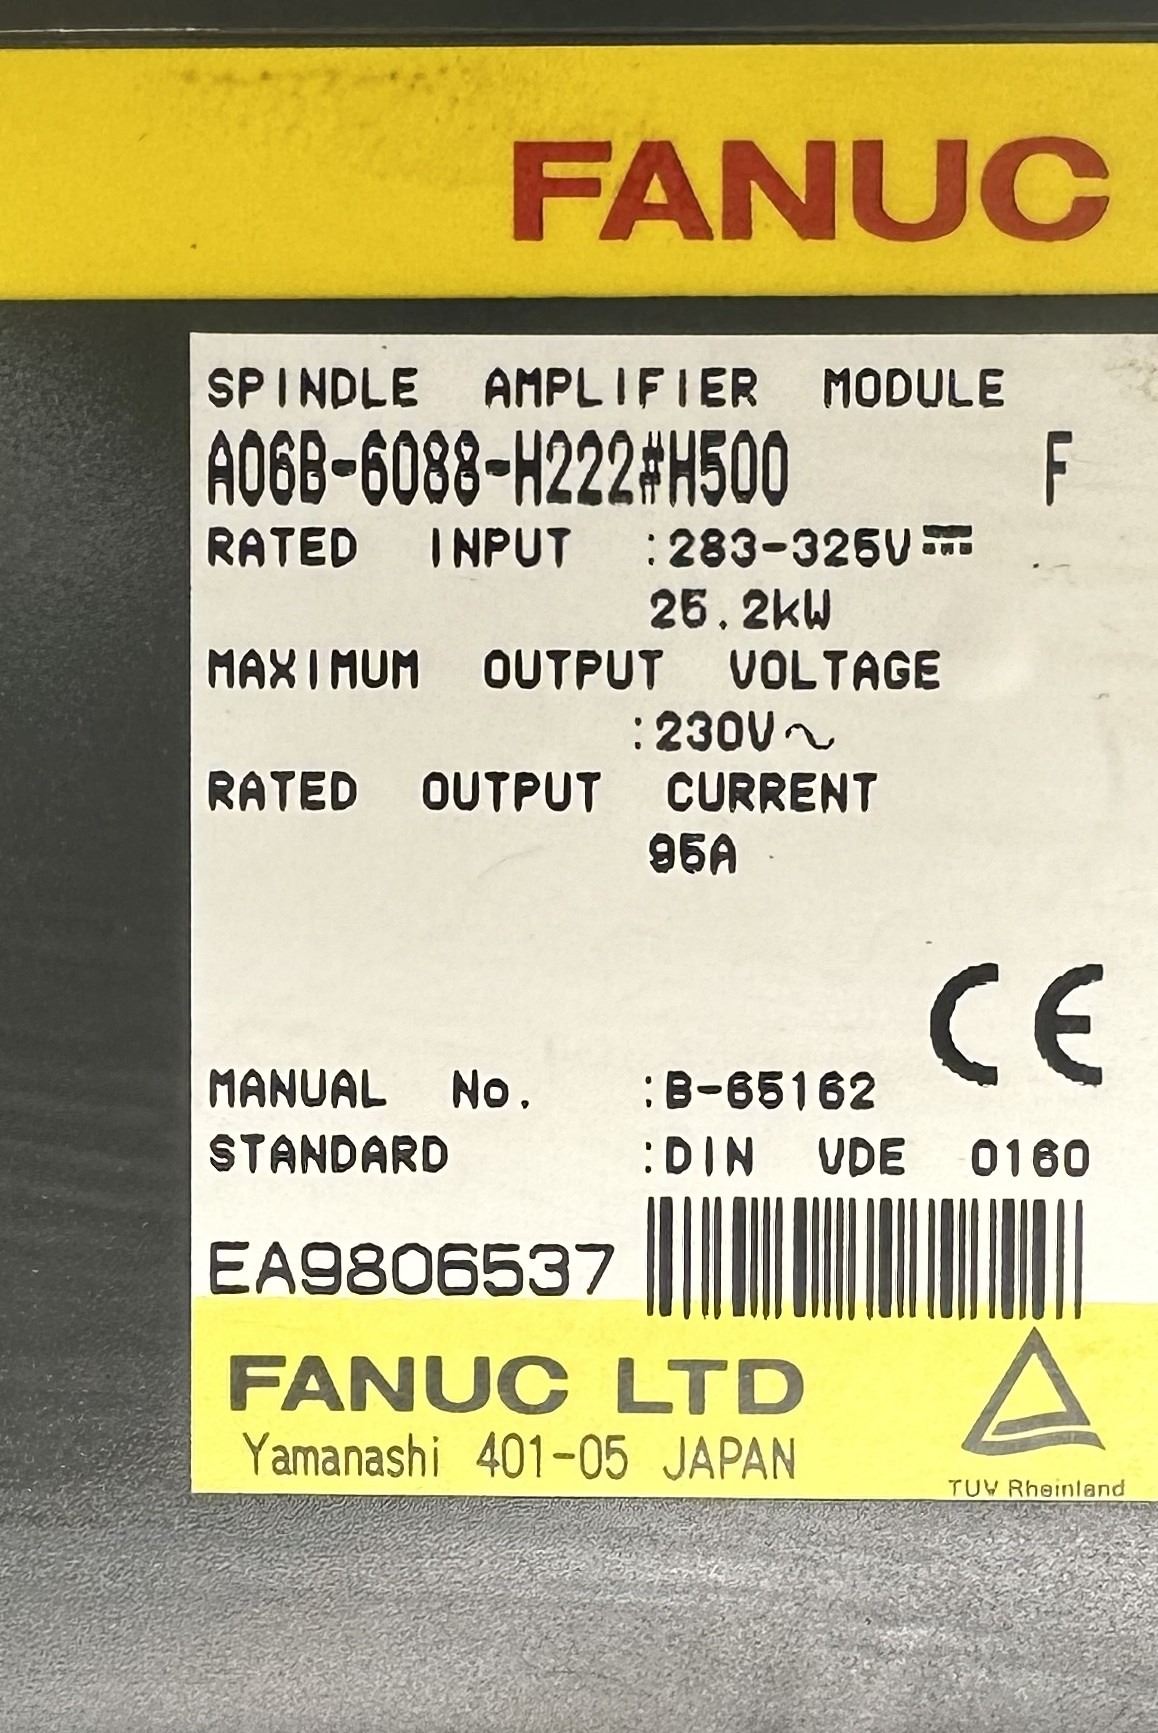 FANUC
SPINDLE AMPLIFIER MODULE
A06B-6088-H222#H500 F
RATED INPUT :283-325V⎓
25.2kW
MAXIMUM OUTPUT VOLTAGE
:230V～
RATED OUTPUT CURRENT
95A
CE
MANUAL No. :B-65162
STANDARD :DIN VDE 0160
EA9806537
FANUC LTD
Yamanashi 401-05 JAPAN
TUV Rheinland